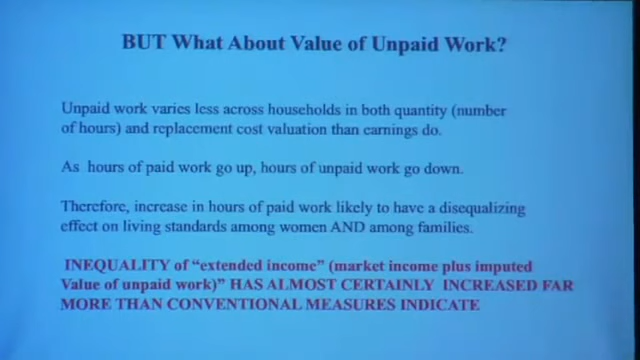 BUT What About Value of Unpaid Work?
Unpaid work varies less across households in both quantity (number
of hours) and replacement cost valuation than earnings do.
As hours of paid work go up, hours of unpaid work go down.
Therefore, increase in hours of paid work likely to have a disequalizing
effect on living standards among women AND among families.
INEQUALITY of “extended income” (market income plus imputed
Value of unpaid work)” HAS ALMOST CERTAINLY INCREASED FAR
MORE THAN CONVENTIONAL MEASURES INDICATE